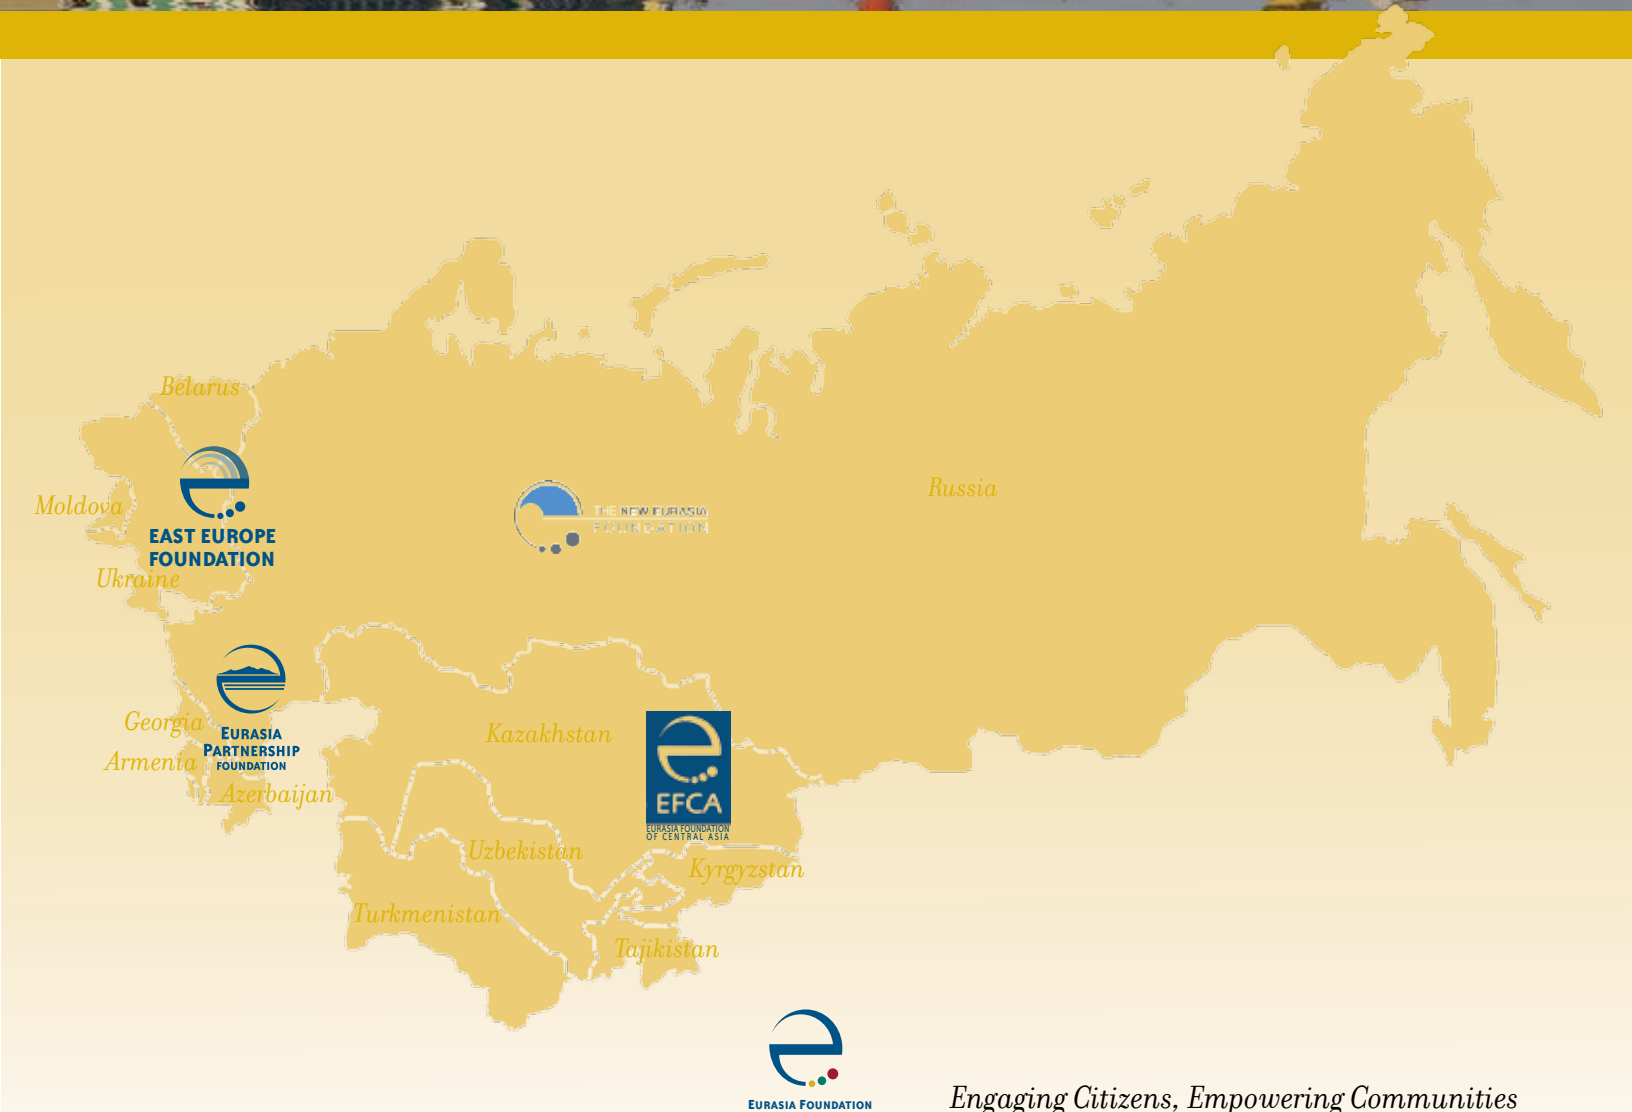 Belarus
Moldova
EAST EUROPE
FOUNDATION
Ukraine
THE NEW EURASIA
FOUNDATION
Russia
Georgia
EURASIA
PARTNERSHIP
FOUNDATION
Armenia
Azerbaijan
Kazakhstan
EFCA
EURASIA FOUNDATION
OF CENTRAL ASIA
Uzbekistan
Kyrgyzstan
Turkmenistan
Tajikistan
EURASIA FOUNDATION
Engaging Citizens, Empowering Communities